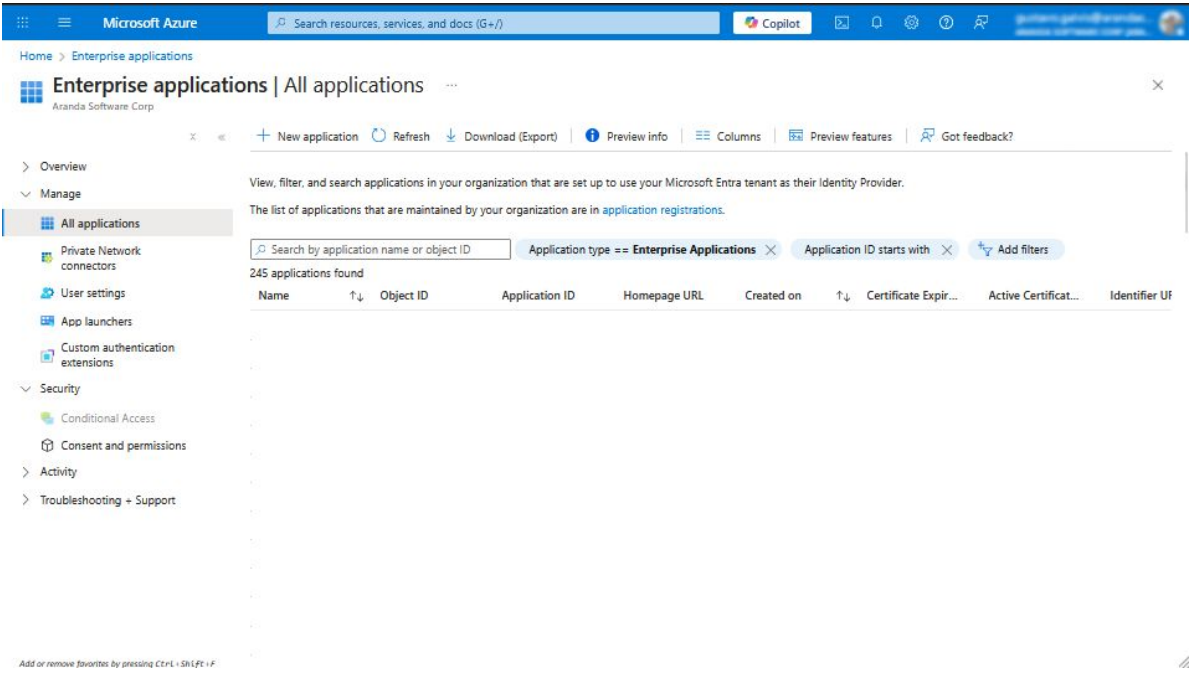 Microsoft Azure
Search resources, services, and docs (G+/)
Copilot
Home > Enterprise applications
Enterprise applications | All applications ...
Aranda Software Corp
New application Refresh Download (Export) Preview info Columns Preview features Got feedback?
Overview
Manage
All applications
Private Network
connectors
User settings
App launchers
Custom authentication
extensions
Security
Conditional Access
Consent and permissions
Activity
Troubleshooting + Support
View, filter, and search applications in your organization that are set up to use your Microsoft Entra tenant as their Identity Provider.
The list of applications that are maintained by your organization are in application registrations.
Search by application name or object ID
Application type == Enterprise Applications
Application ID starts with
Add filters
245 applications found
Name Object ID Application ID Homepage URL Created on Certificate Expir... Active Certificat... Identifier UR
Add or remove favorites by pressing Ctrl+Shift+F